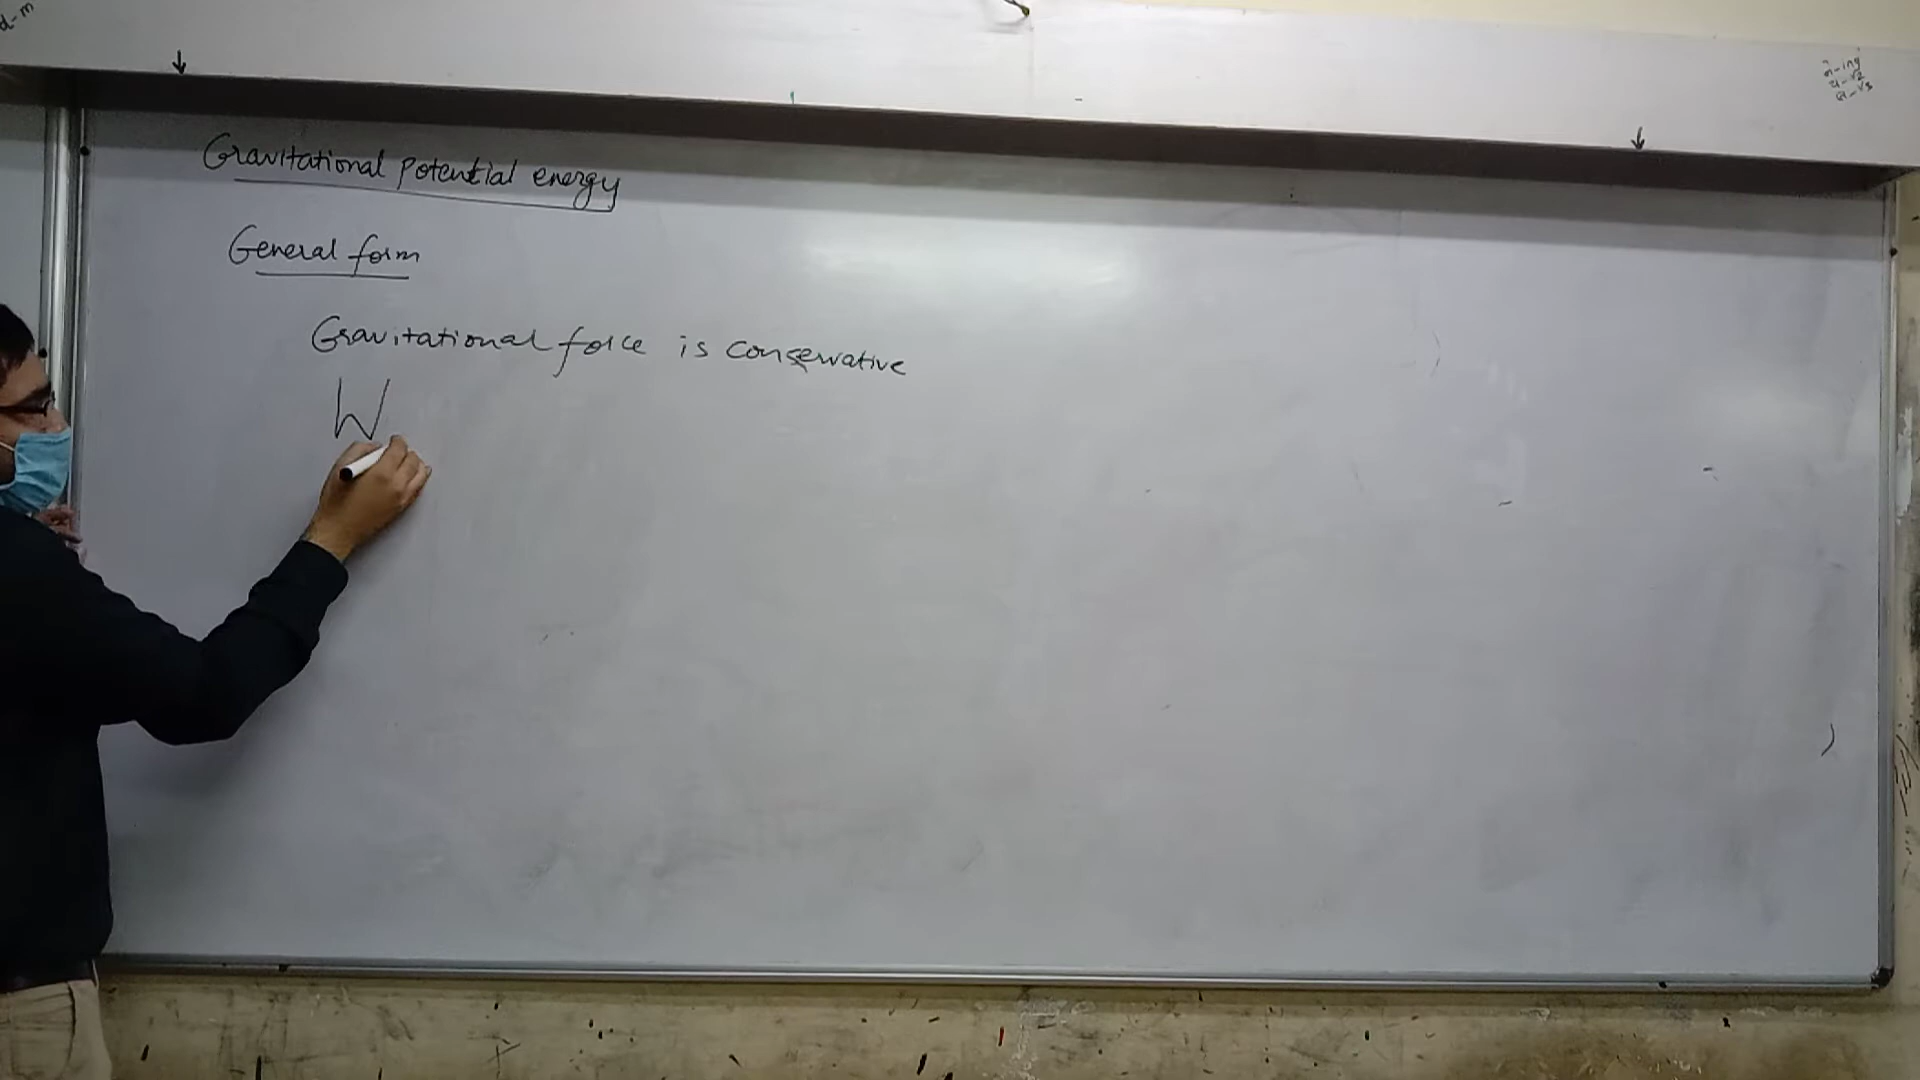 d-m
Gravitational potential energy
General form
Gravitational force is conservative
W